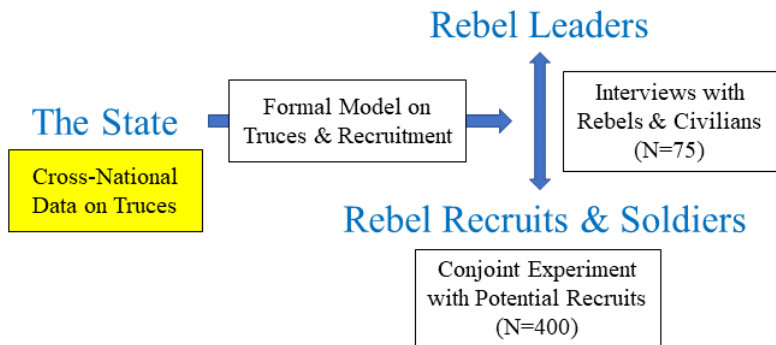 Rebel Leaders
The State
Formal Model on
Truces & Recruitment
Interviews with
Rebels & Civilians
(N=75)
Cross-National
Data on Truces
Rebel Recruits & Soldiers
Conjoint Experiment
with Potential Recruits
(N=400)